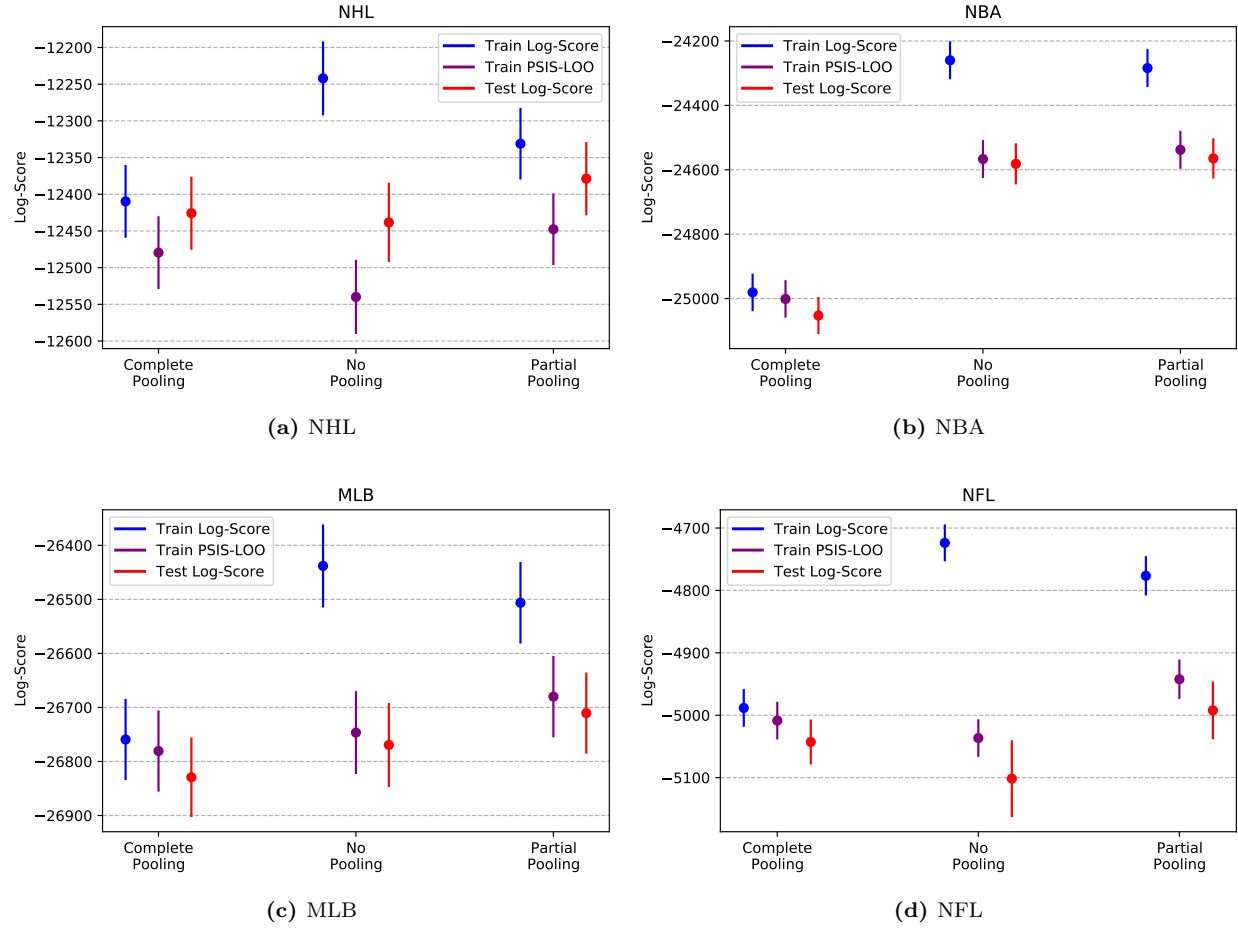 NHL
Log-Score
−12200
−12250
−12300
−12350
−12400
−12450
−12500
−12550
−12600
Train Log-Score
Train PSIS-LOO
Test Log-Score
Complete
Pooling
No
Pooling
Partial
Pooling
(a) NHL
NBA
Log-Score
−24200
−24400
−24600
−24800
−25000
Train Log-Score
Train PSIS-LOO
Test Log-Score
Complete
Pooling
No
Pooling
Partial
Pooling
(b) NBA
MLB
Log-Score
−26400
−26500
−26600
−26700
−26800
−26900
Train Log-Score
Train PSIS-LOO
Test Log-Score
Complete
Pooling
No
Pooling
Partial
Pooling
(c) MLB
NFL
Log-Score
−4700
−4800
−4900
−5000
−5100
Train Log-Score
Train PSIS-LOO
Test Log-Score
Complete
Pooling
No
Pooling
Partial
Pooling
(d) NFL